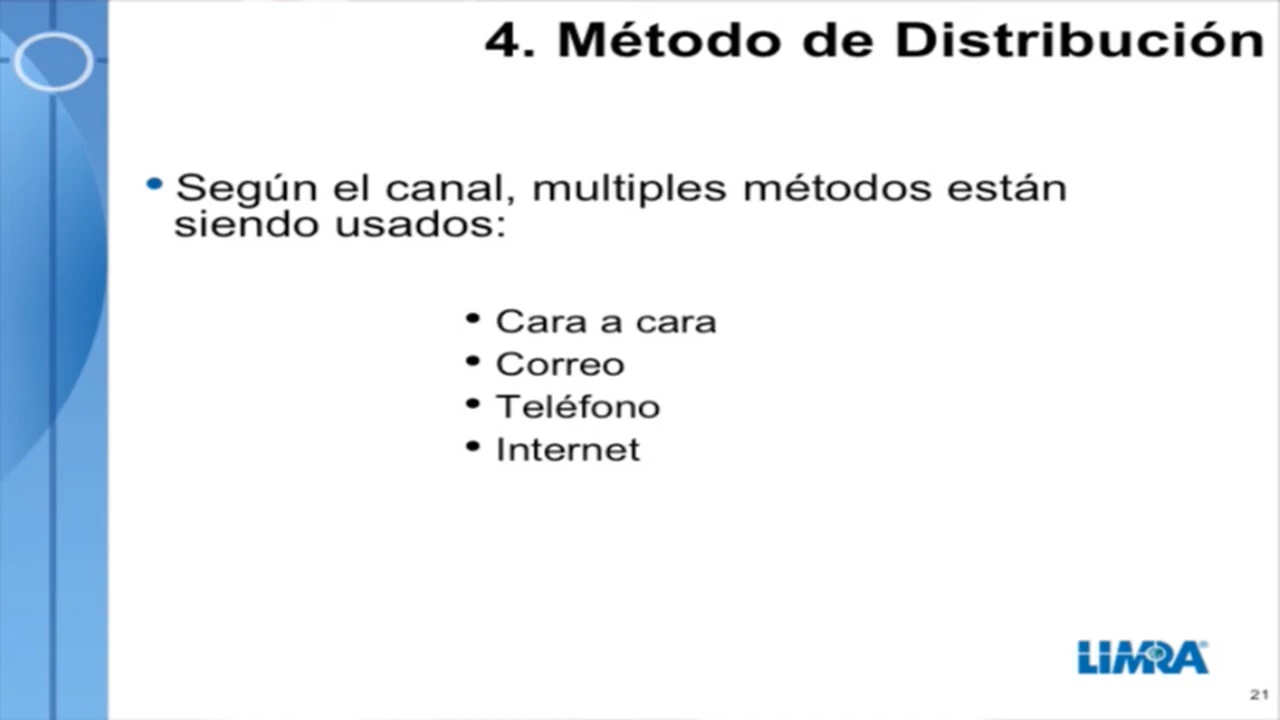 4. Método de Distribución
• Según el canal, multiples métodos están
siendo usados:
• Cara a cara
• Correo
• Teléfono
• Internet
LIMRA
21